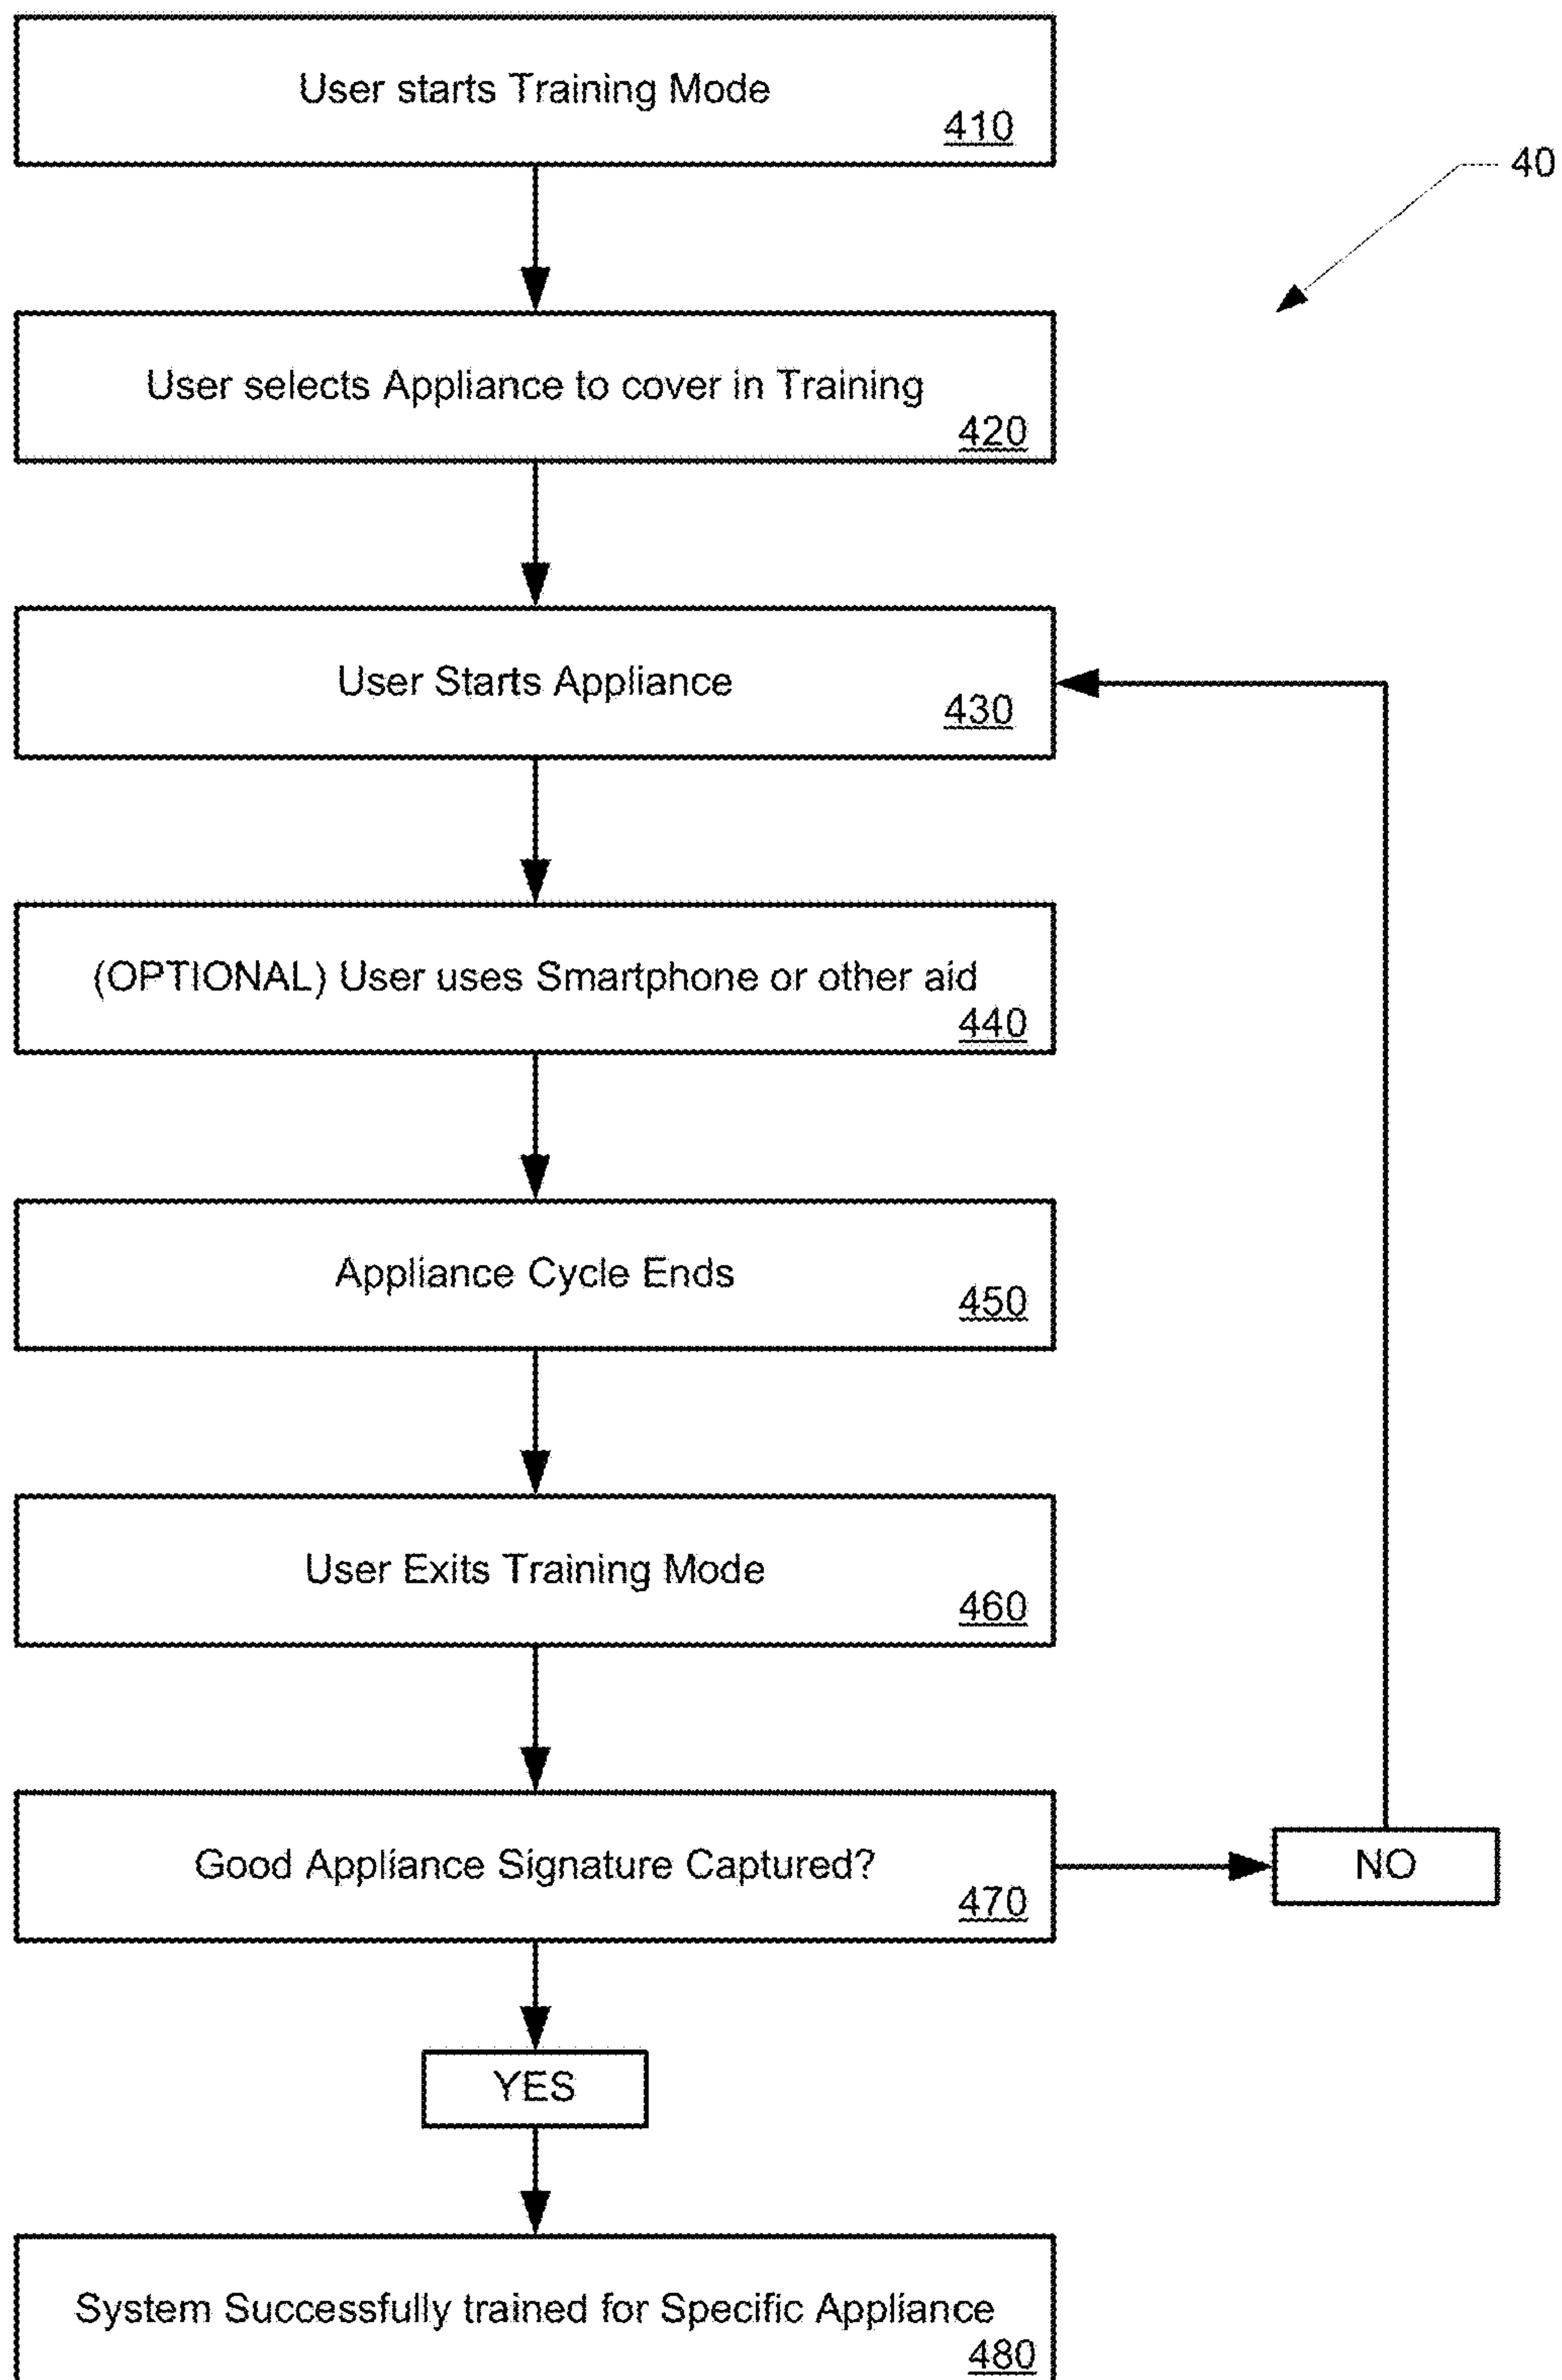 User starts Training Mode
410
40
User selects Appliance to cover in Training
420
User Starts Appliance
430
(OPTIONAL) User uses Smartphone or other aid
440
Appliance Cycle Ends
450
User Exits Training Mode
460
Good Appliance Signature Captured?
470
NO
YES
System Successfully trained for Specific Appliance
480